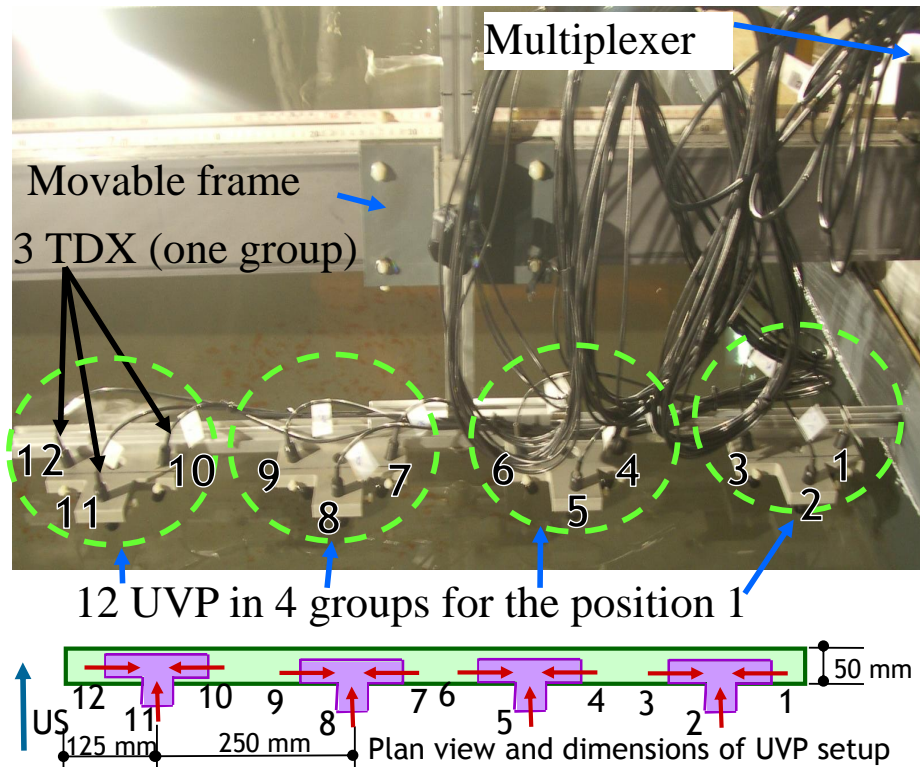 Multiplexer
Movable frame
3 TDX (one group)
12 11 10 9 8 7 6 5 4 3 2 1
12 UVP in 4 groups for the position 1
50 mm
12 11 10 9 8 7 6 5 4 3 2 1
US
125 mm 250 mm Plan view and dimensions of UVP setup